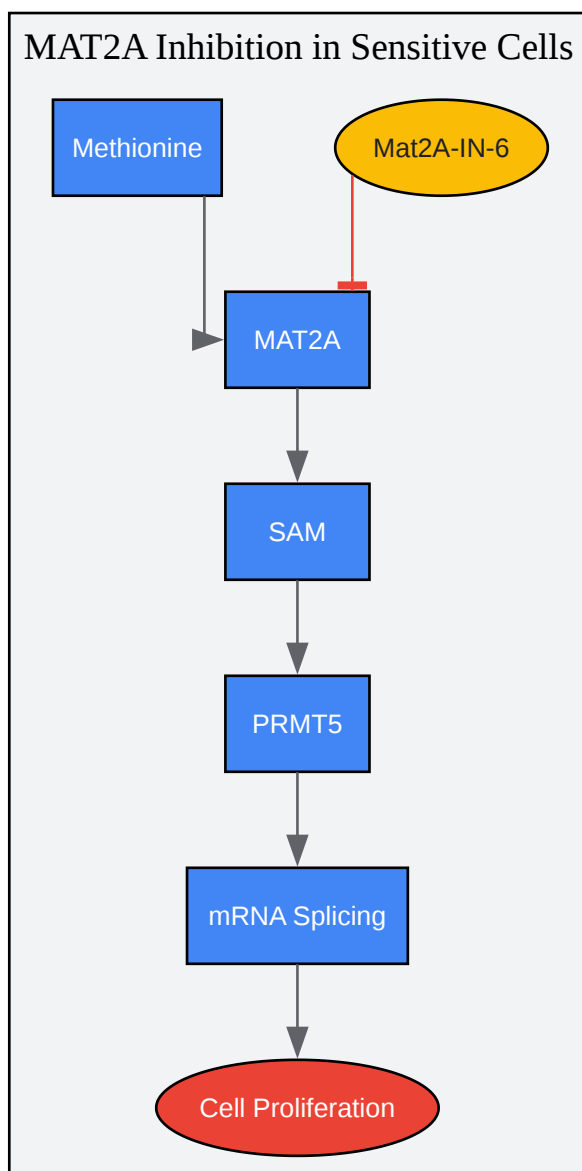 MAT2A Inhibition in Sensitive Cells
Methionine
Mat2A-IN-6
MAT2A
SAM
PRMT5
mRNA Splicing
Cell Proliferation